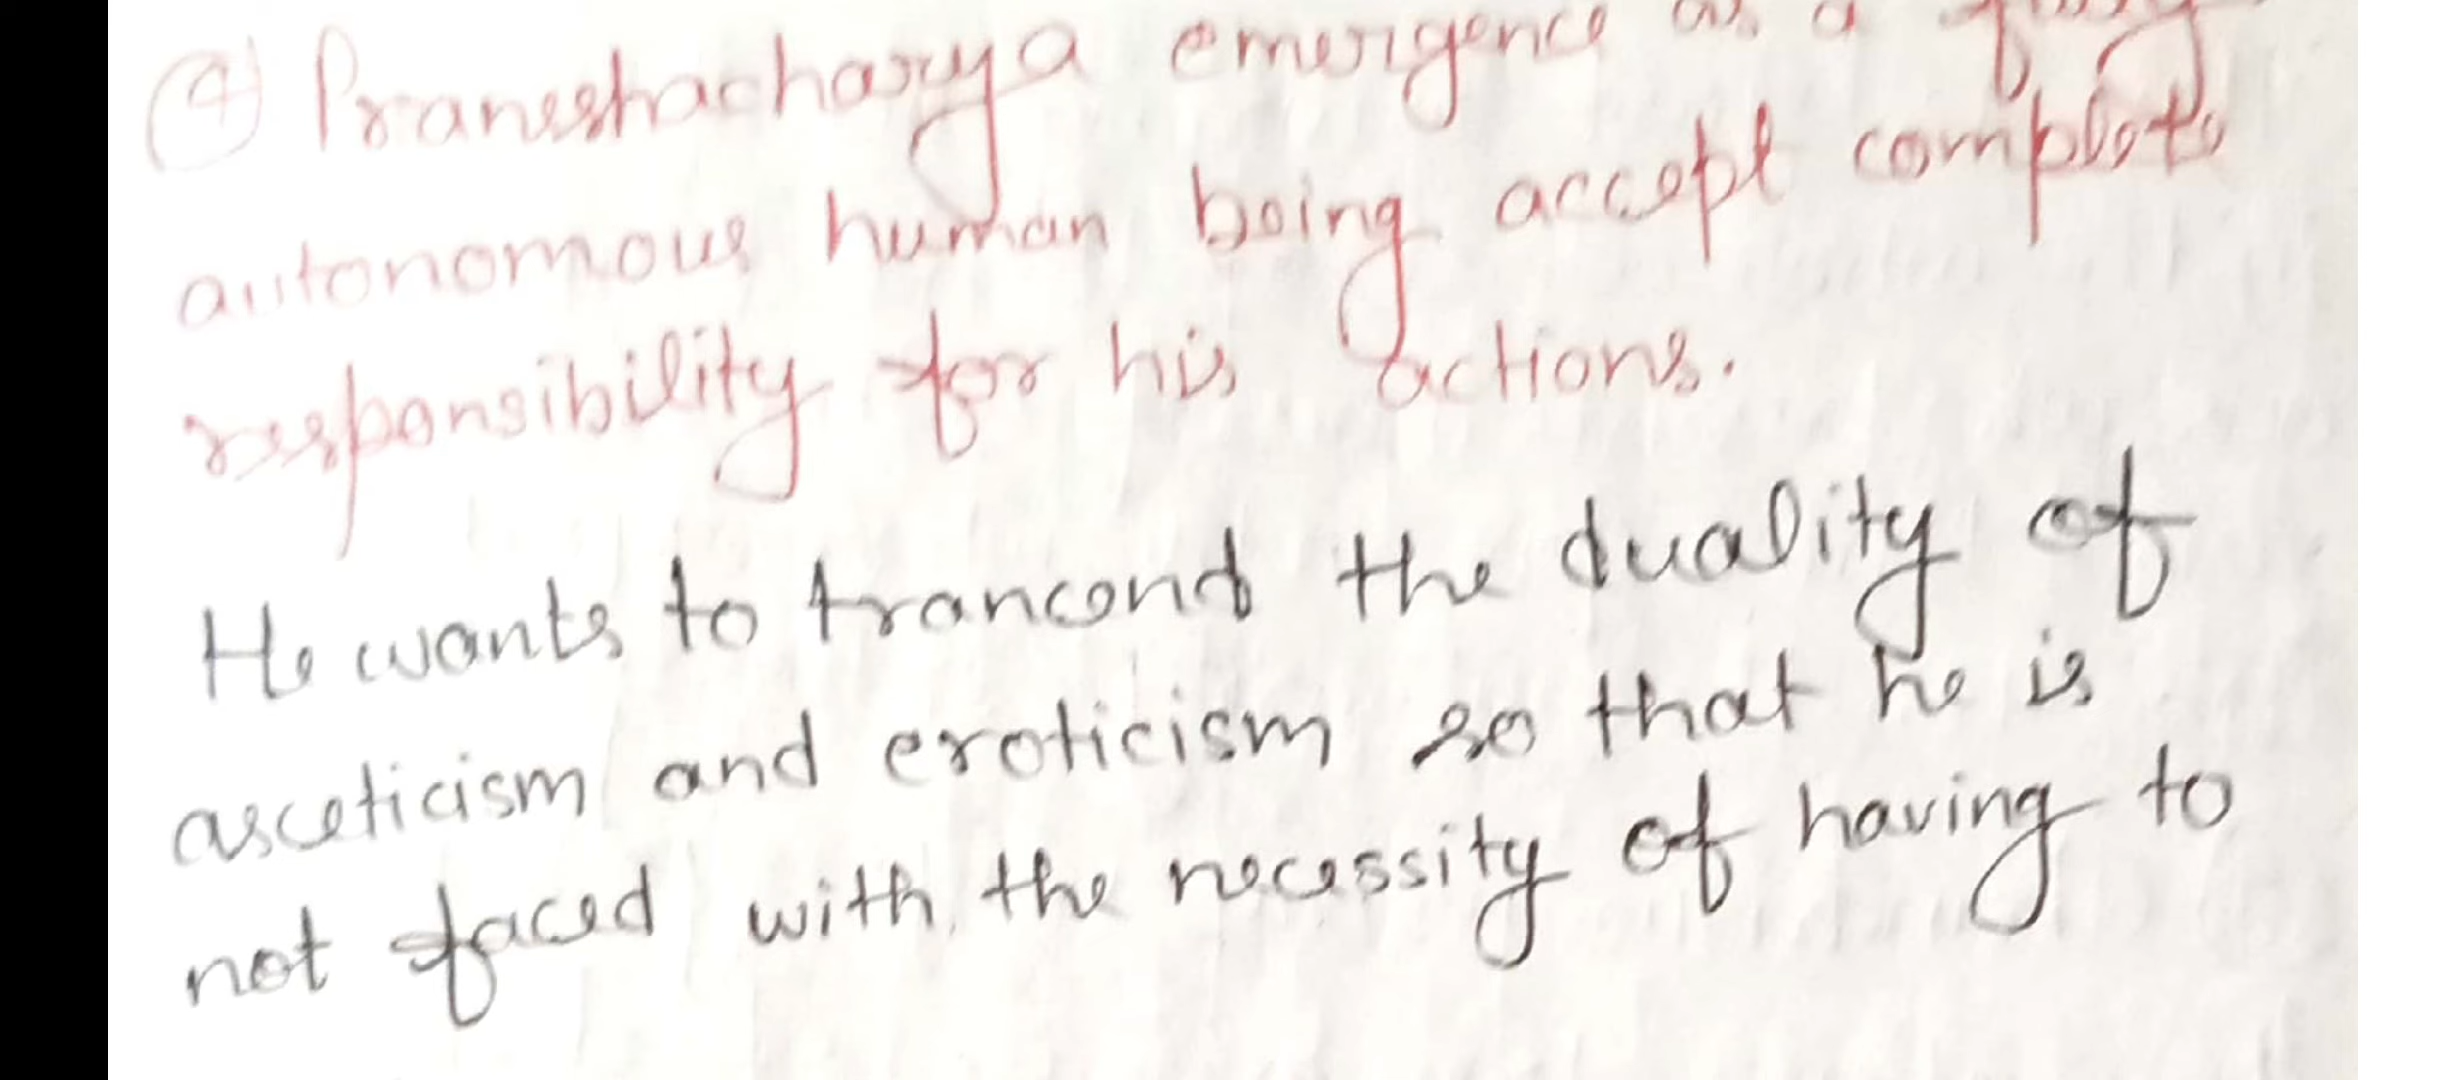 ④ Praneshacharya emergence as a fully
autonomous human being accept complete
responsibility for his actions.
He wants to trancend the duality of
asceticism and eroticism so that he is
not faced with the necessity of having to